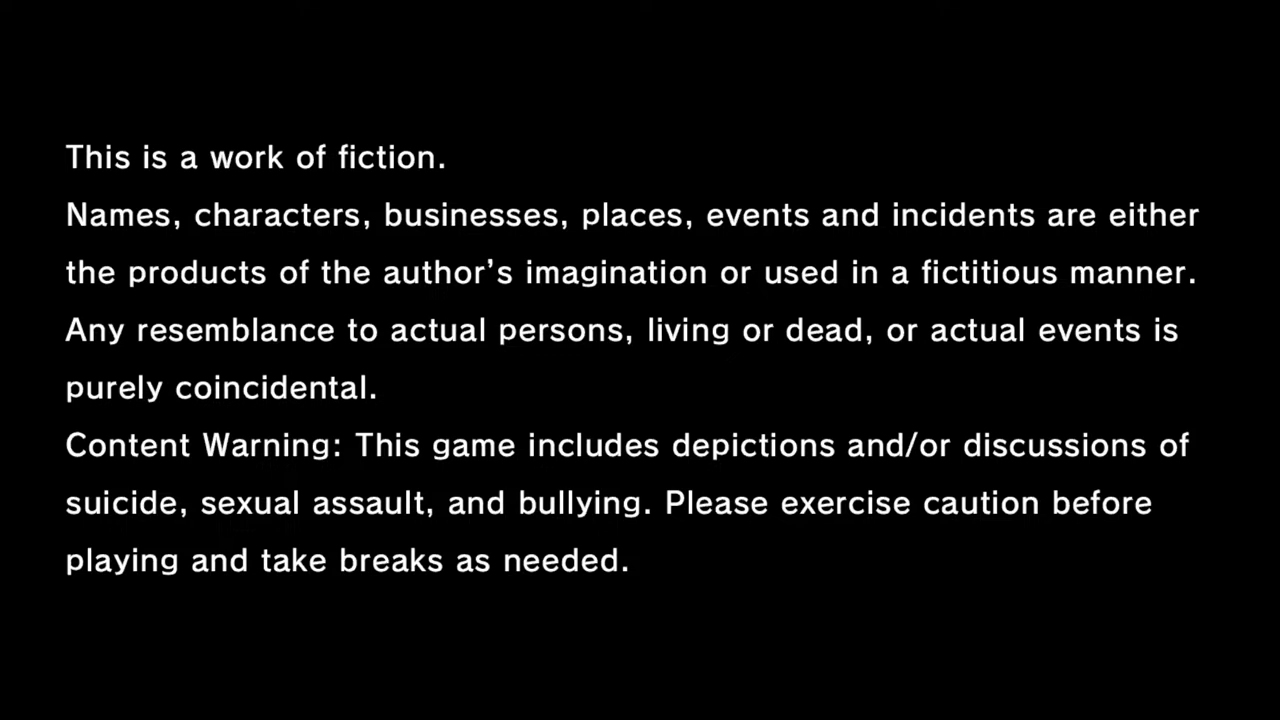 This is a work of fiction.
Names, characters, businesses, places, events and incidents are either
the products of the author’s imagination or used in a fictitious manner.
Any resemblance to actual persons, living or dead, or actual events is
purely coincidental.
Content Warning: This game includes depictions and/or discussions of
suicide, sexual assault, and bullying. Please exercise caution before
playing and take breaks as needed.